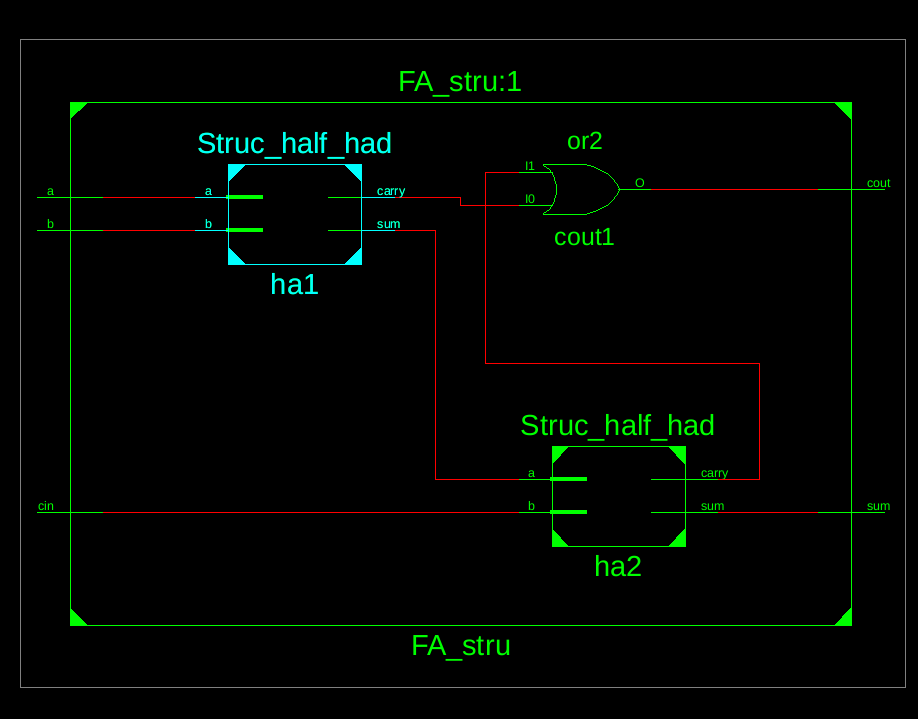 FA_stru:1
Struc_half_had
or2
a
a
carry
I1
I0
O
cout
b
b
sum
cout1
ha1
Struc_half_had
a
carry
cin
b
sum
sum
ha2
FA_stru